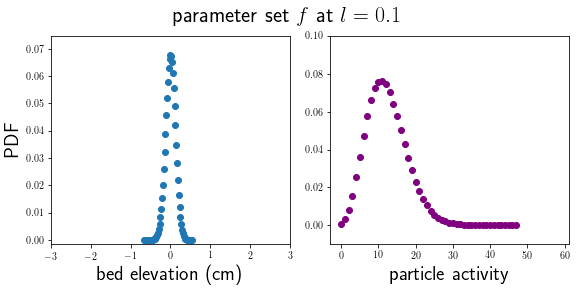 parameter set f at l = 0.1
PDF
0.07
0.06
0.05
0.04
0.03
0.02
0.01
0.00
−3 −2 −1 0 1 2 3
bed elevation (cm)
0.10
0.08
0.06
0.04
0.02
0.00
0 10 20 30 40 50 60
particle activity